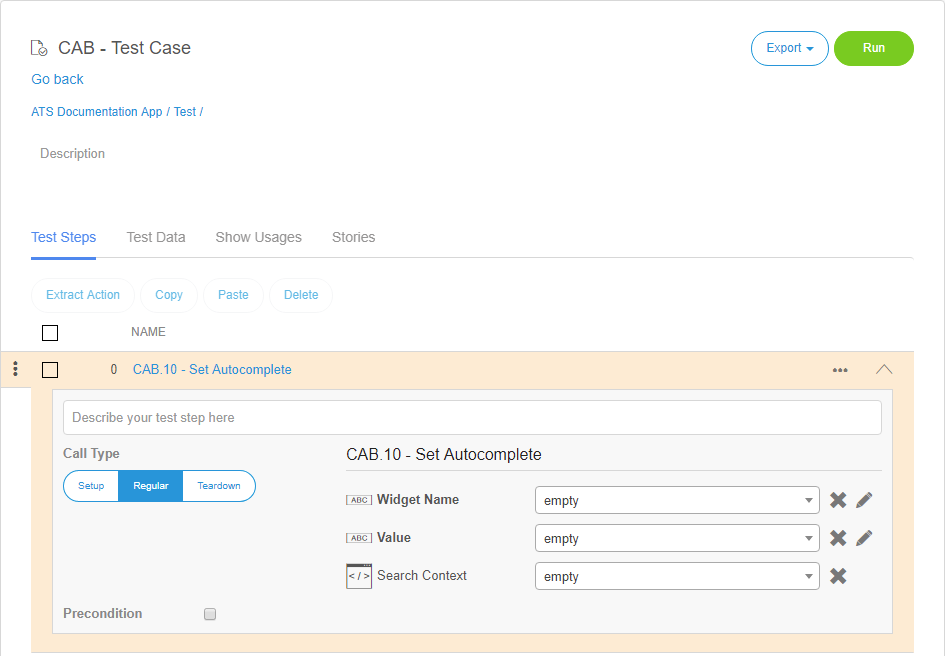 CAB - Test Case
Export
Run
Go back
ATS Documentation App / Test /
Description
Test Steps Test Data Show Usages Stories
Extract Action Copy Paste Delete
NAME
0 CAB.10 - Set Autocomplete
Describe your test step here
Call Type
Setup Regular Teardown
CAB.10 - Set Autocomplete
ABC Widget Name empty
ABC Value empty
</> Search Context empty
Precondition